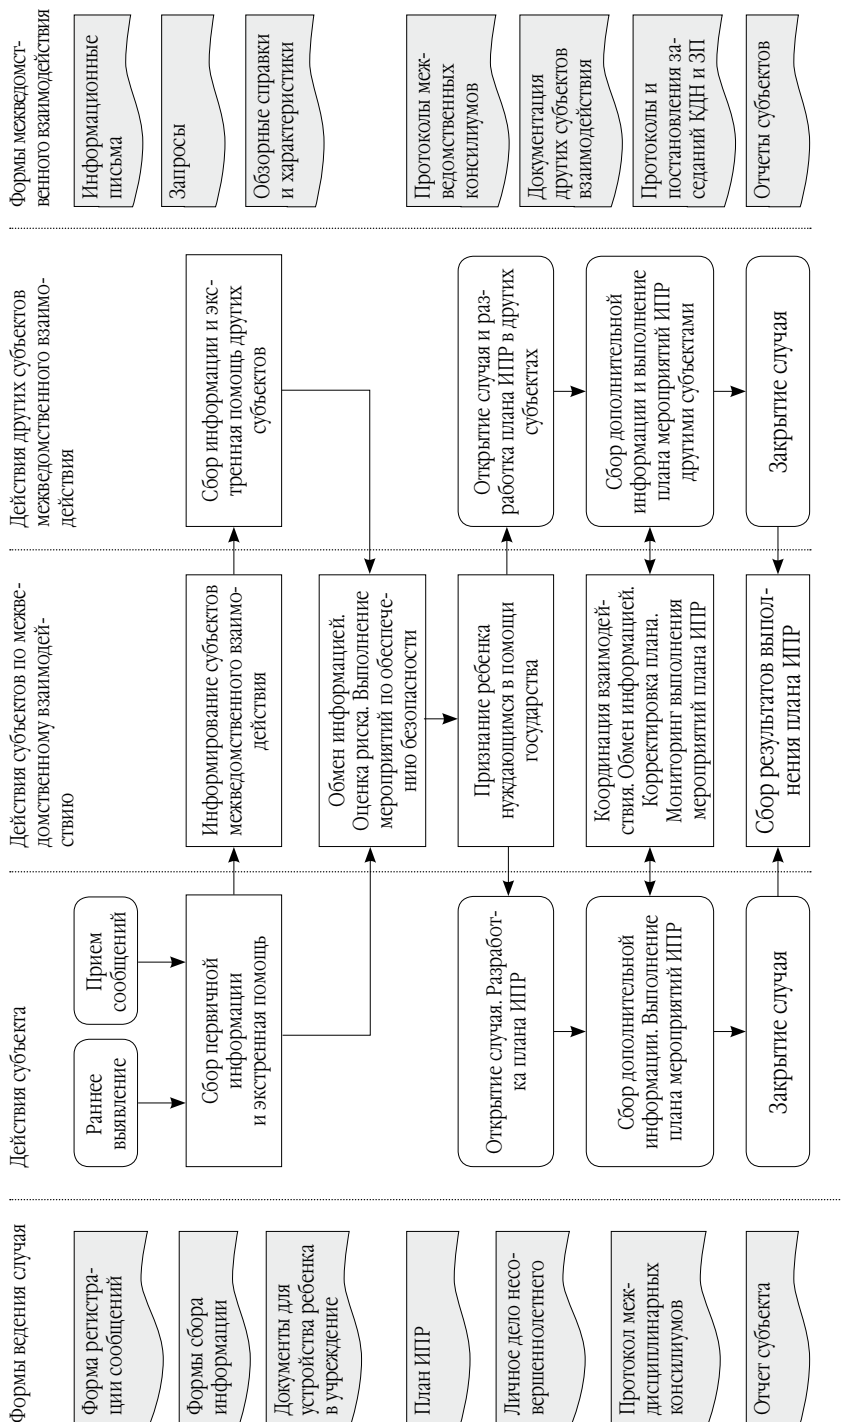 Формы ведения случая
Форма регистра-
ции сообщений
Формы сбора
информации
Документы для
устройства ребенка
в учреждение
План ИПР
Личное дело несо-
вершеннолетнего
Протокол меж-
дисциплинарных
консилиумов
Отчет субъекта
Действия субъекта
Раннее
выявление
Прием
сообщений
Сбор первичной
информации
и экстренная помощь
Открытие случая. Разработ-
ка плана ИПР
Сбор дополнительной
информации. Выполнение
плана мероприятий ИПР
Закрытие случая
Действия субъектов по межве-
домственному взаимодей-
ствию
Информирование субъектов
межведомственного взаимо-
действия
Обмен информацией.
Оценка риска. Выполнение
мероприятий по обеспече-
нию безопасности
Признание ребенка
нуждающимся в помощи
государства
Координация взаимодей-
ствия. Обмен информацией.
Корректировка плана.
Мониторинг выполнения
мероприятий плана ИПР
Сбор результатов выпол-
нения плана ИПР
Действия других субъектов
межведомственного взаимо-
действия
Сбор информации и экс-
тренная помощь других
субъектов
Открытие случая и раз-
работка плана ИПР в других
субъектах
Сбор дополнительной
информации и выполнение
плана мероприятий ИПР
другими субъектами
Закрытие случая
Формы межведомст-
венного взаимодействия
Информационные
письма
Запросы
Обзорные справки
и характеристики
Протоколы меж-
ведомственных
консилиумов
Документация
других субъектов
взаимодействия
Протоколы и
постановления за-
седаний КДН и ЗП
Отчеты субъектов